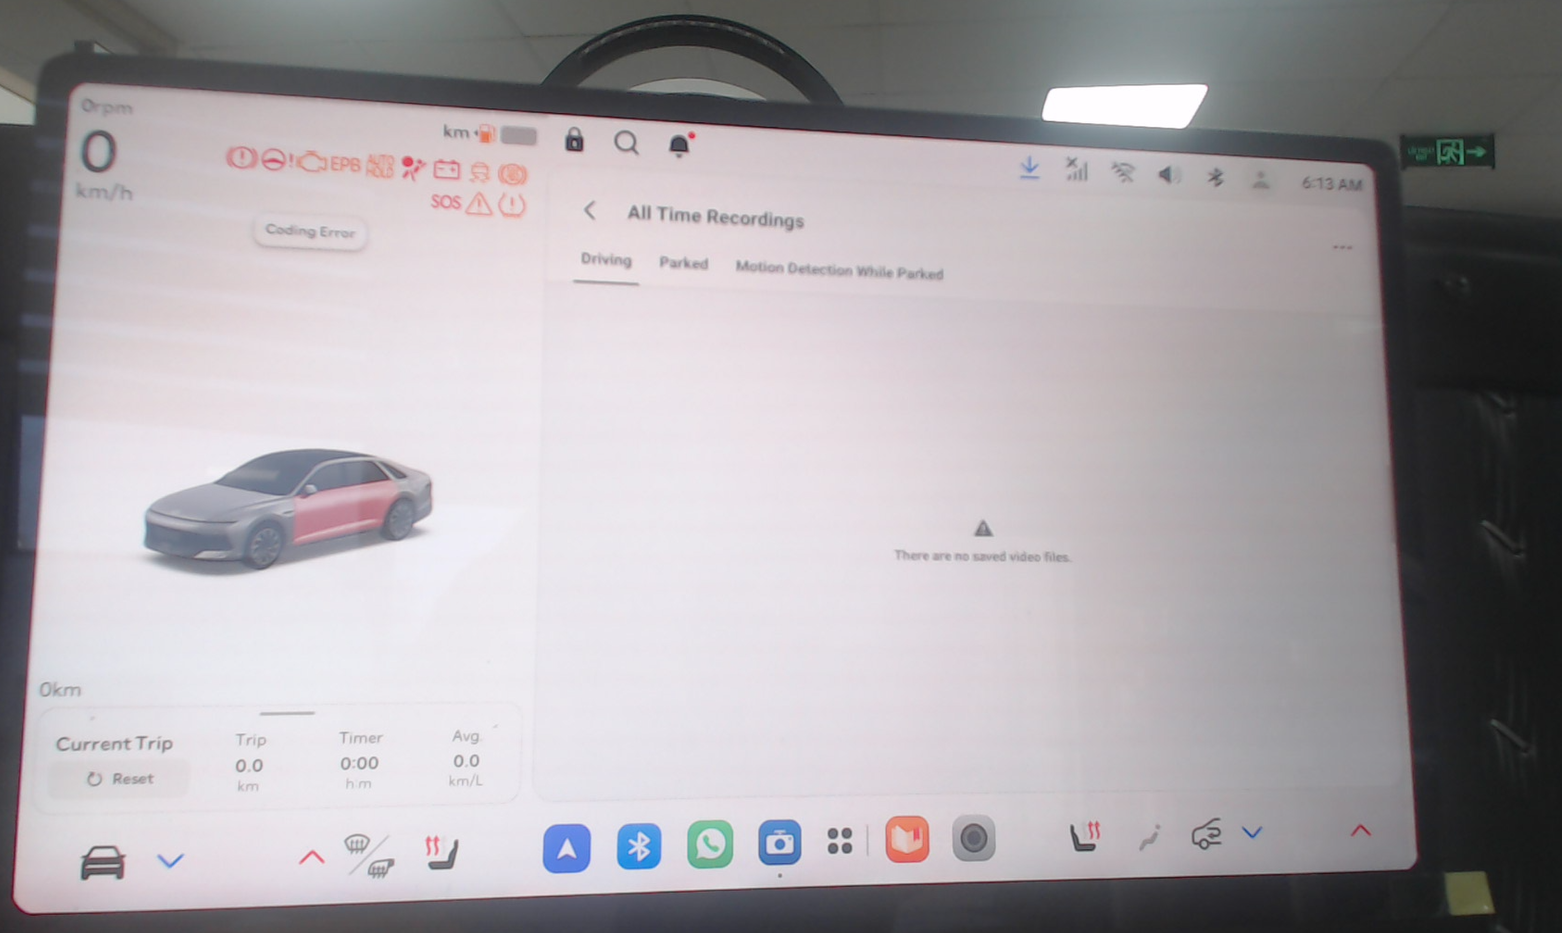 0rpm
0
km/h
km
EPB
AUTO
HOLD
SOS
Coding Error
6:13 AM
All Time Recordings
Driving
Parked
Motion Detection While Parked
There are no saved video files.
0km
Current Trip
Reset
Trip
0.0
km
Timer
0:00
h:m
Avg.
0.0
km/L